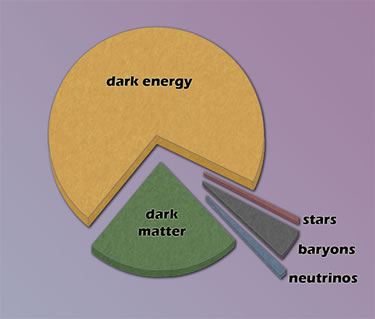 dark energy
dark
matter
stars
baryons
neutrinos